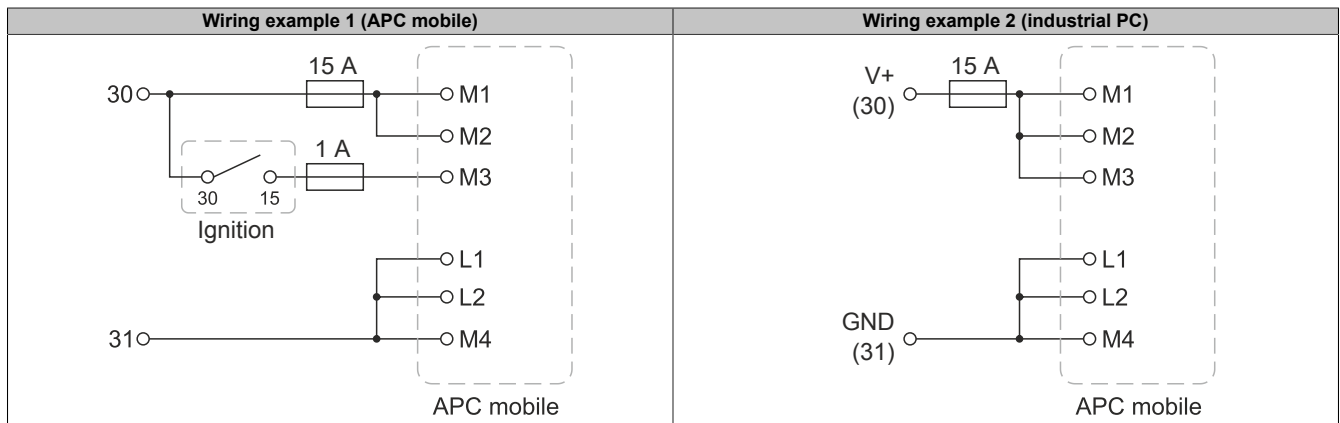 Wiring example 1 (APC mobile)
15 A
30
M1
M2
1 A
M3
30 15
Ignition
L1
L2
31
M4
APC mobile
Wiring example 2 (industrial PC)
V+
(30)
15 A
M1
M2
M3
L1
L2
GND
(31)
M4
APC mobile